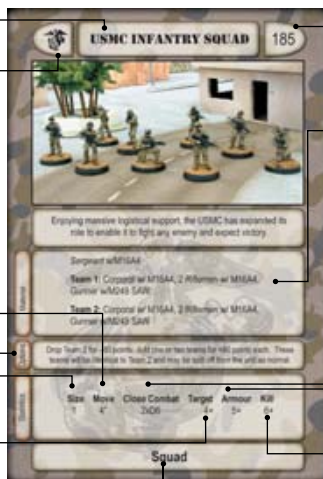 USMC INFANTRY SQUAD
185
Enjoying massive logistical support, the USMC has expanded its
role to enable it to fight any enemy and expect victory.
Material
Sergeant w/M16A4
Team 1: Corporal w/ M16A4, 2 Riflemen w/ M16A4,
Gunner w/M249 SAW
Team 2: Corporal w/ M16A4, 2 Riflemen w/ M16A4,
Gunner w/M249 SAW
Options
Drop Team 2 for points. Add one or two teams for points each. These
teams will be identical to Team 2 and may be split off from the unit as normal.
Statistics
Size Move Close Combat Target Armour Kill
1 4" 2xD6 4+ 5+ 6+
Squad